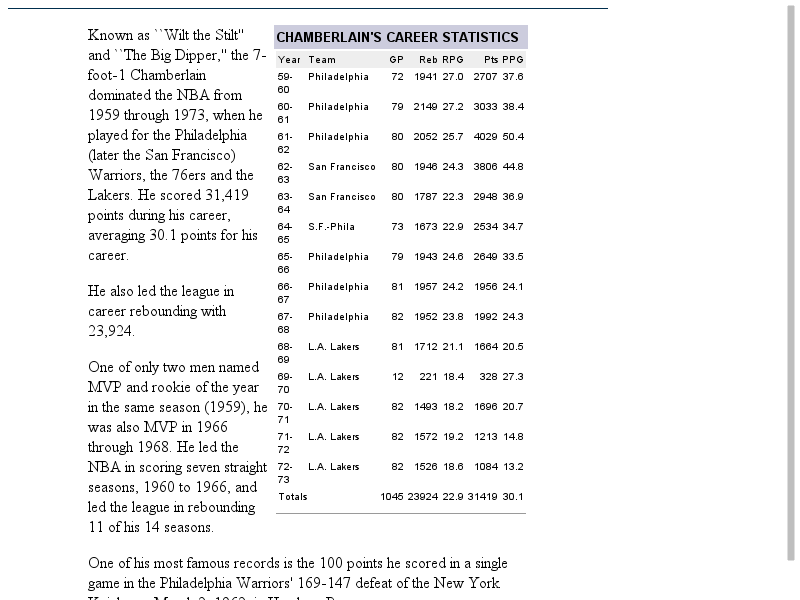 Known as ``Wilt the Stilt''
and ``The Big Dipper,'' the 7-
foot-1 Chamberlain
dominated the NBA from
1959 through 1973, when he
played for the Philadelphia
(later the San Francisco)
Warriors, the 76ers and the
Lakers. He scored 31,419
points during his career,
averaging 30.1 points for his
career.
He also led the league in
career rebounding with
23,924.
One of only two men named
MVP and rookie of the year
in the same season (1959), he
was also MVP in 1966
through 1968. He led the
NBA in scoring seven straight
seasons, 1960 to 1966, and
led the league in rebounding
11 of his 14 seasons.
CHAMBERLAIN'S CAREER STATISTICS
Year Team GP Reb RPG Pts PPG
59-60 Philadelphia 72 1941 27.0 2707 37.6
60-61 Philadelphia 79 2149 27.2 3033 38.4
61-62 Philadelphia 80 2052 25.7 4029 50.4
62-63 San Francisco 80 1946 24.3 3806 44.8
63-64 San Francisco 80 1787 22.3 2948 36.9
64-65 S.F.-Phila 73 1673 22.9 2534 34.7
65-66 Philadelphia 79 1943 24.6 2649 33.5
66-67 Philadelphia 81 1957 24.2 1956 24.1
67-68 Philadelphia 82 1952 23.8 1992 24.3
68-69 L.A. Lakers 81 1712 21.1 1664 20.5
69-70 L.A. Lakers 12 221 18.4 328 27.3
70-71 L.A. Lakers 82 1493 18.2 1696 20.7
71-72 L.A. Lakers 82 1572 19.2 1213 14.8
72-73 L.A. Lakers 82 1526 18.6 1084 13.2
Totals 1045 23924 22.9 31419 30.1
One of his most famous records is the 100 points he scored in a single
game in the Philadelphia Warriors' 169-147 defeat of the New York